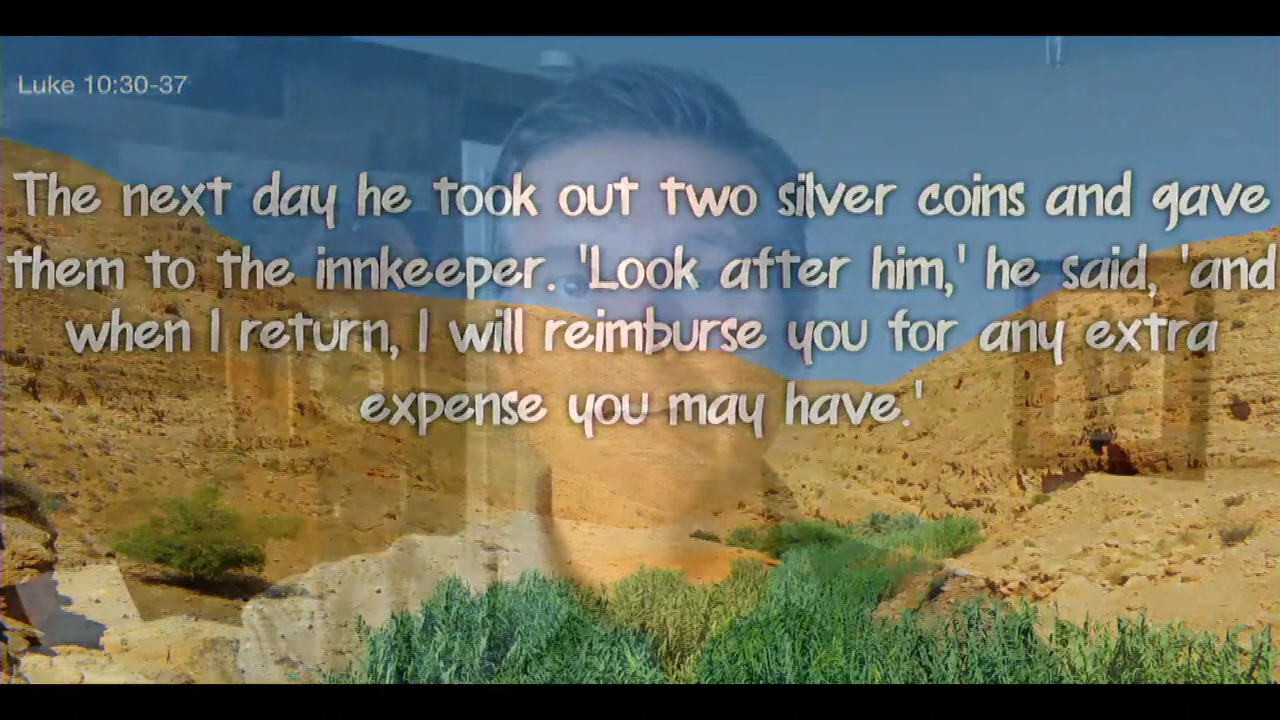 Luke 10:30-37
The next day he took out two silver coins and gave
them to the innkeeper. 'Look after him,' he said, 'and
when I return, I will reimburse you for any extra
expense you may have.'